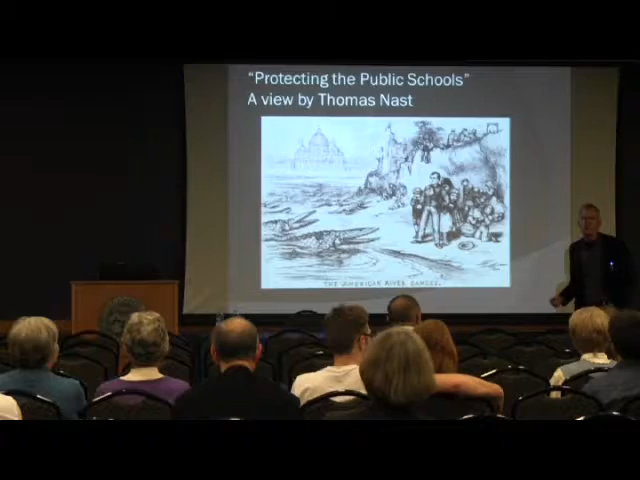 "Protecting the Public Schools"
A view by Thomas Nast
THE AMERICAN RIVER GANGES.